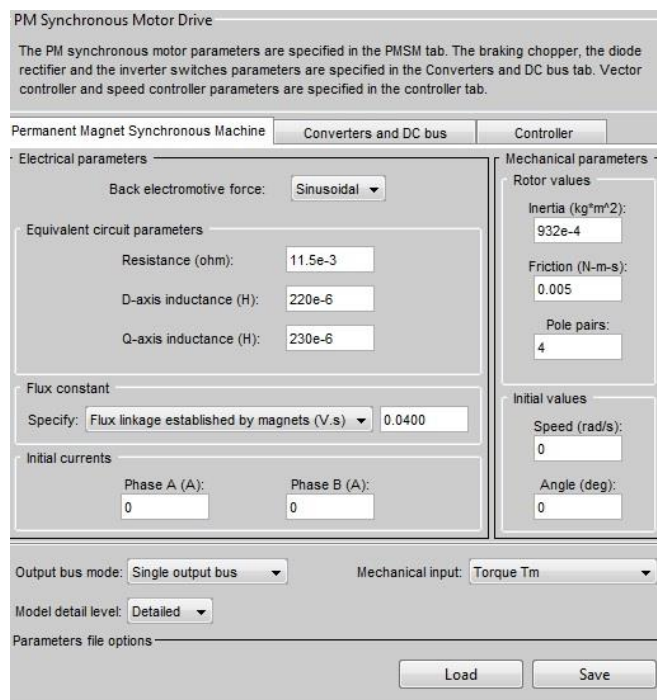 PM Synchronous Motor Drive
The PM synchronous motor parameters are specified in the PMSM tab. The braking chopper, the diode
rectifier and the inverter switches parameters are specified in the Converters and DC bus tab. Vector
controller and speed controller parameters are specified in the controller tab.
Permanent Magnet Synchronous Machine
Converters and DC bus
Controller
Electrical parameters
Back electromotive force: Sinusoidal
Equivalent circuit parameters
Resistance (ohm): 11.5e-3
D-axis inductance (H): 220e-6
Q-axis inductance (H): 230e-6
Flux constant
Specify: Flux linkage established by magnets (V.s) 0.0400
Initial currents
Phase A (A): Phase B (A):
0 0
Mechanical parameters
Rotor values
Inertia (kg*m^2):
932e-4
Friction (N-m-s):
0.005
Pole pairs:
4
Initial values
Speed (rad/s):
0
Angle (deg):
0
Output bus mode: Single output bus Mechanical input: Torque Tm
Model detail level: Detailed
Parameters file options
Load Save